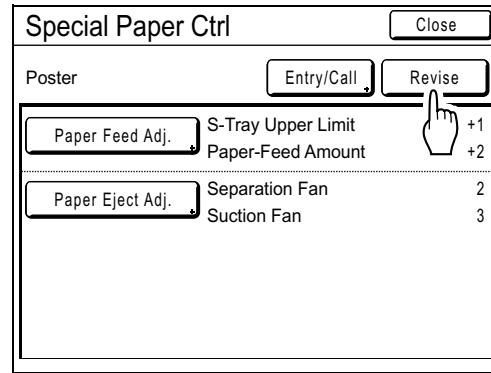 Special Paper Ctrl
Close
Poster
Entry/Call
Revise
Paper Feed Adj.
S-Tray Upper Limit +1
Paper-Feed Amount +2
Paper Eject Adj.
Separation Fan 2
Suction Fan 3